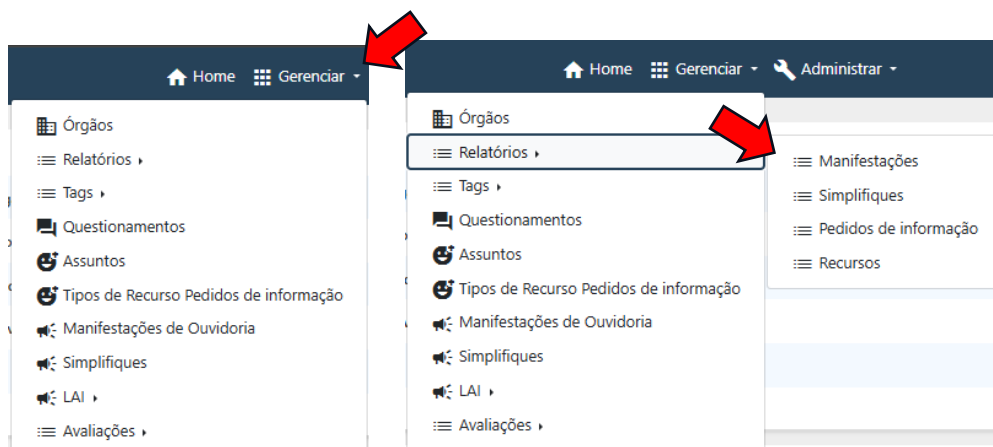 Home Gerenciar
Órgãos
Relatórios
Tags
Questionamentos
Assuntos
Tipos de Recurso Pedidos de informação
Manifestações de Ouvidoria
Simplifiques
LAI
Avaliações
Home Gerenciar Administrar
Órgãos
Relatórios
Tags
Questionamentos
Assuntos
Tipos de Recurso Pedidos de informação
Manifestações de Ouvidoria
Simplifiques
LAI
Avaliações
Manifestações
Simplifiques
Pedidos de informação
Recursos